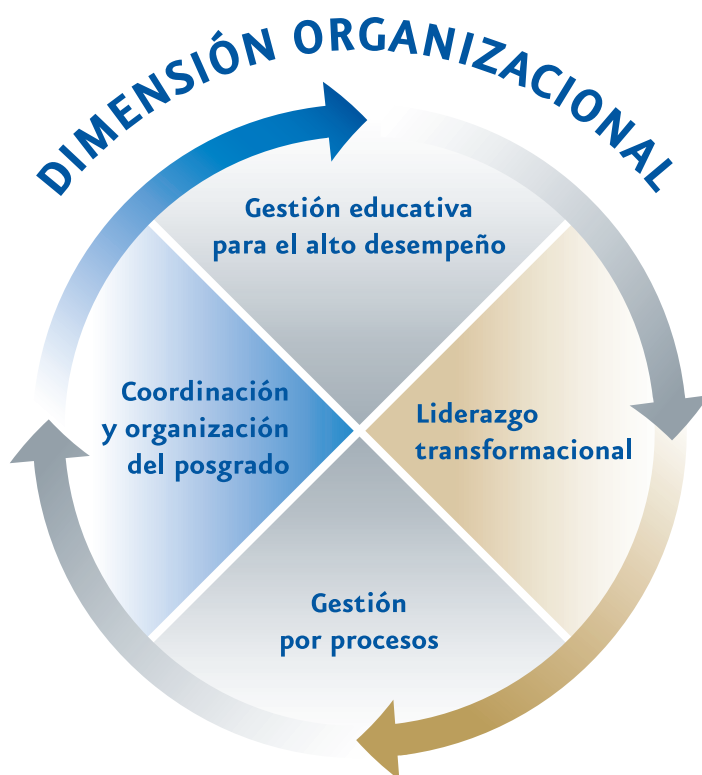 DIMENSIÓN ORGANIZACIONAL
Gestión educativa
para el alto desempeño
Coordinación
y organización
del posgrado
Liderazgo
transformacional
Gestión
por procesos